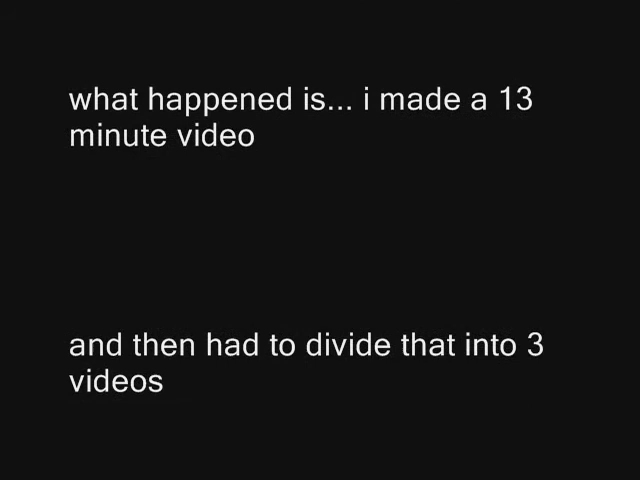 what happened is... i made a 13
minute video
and then had to divide that into 3
videos